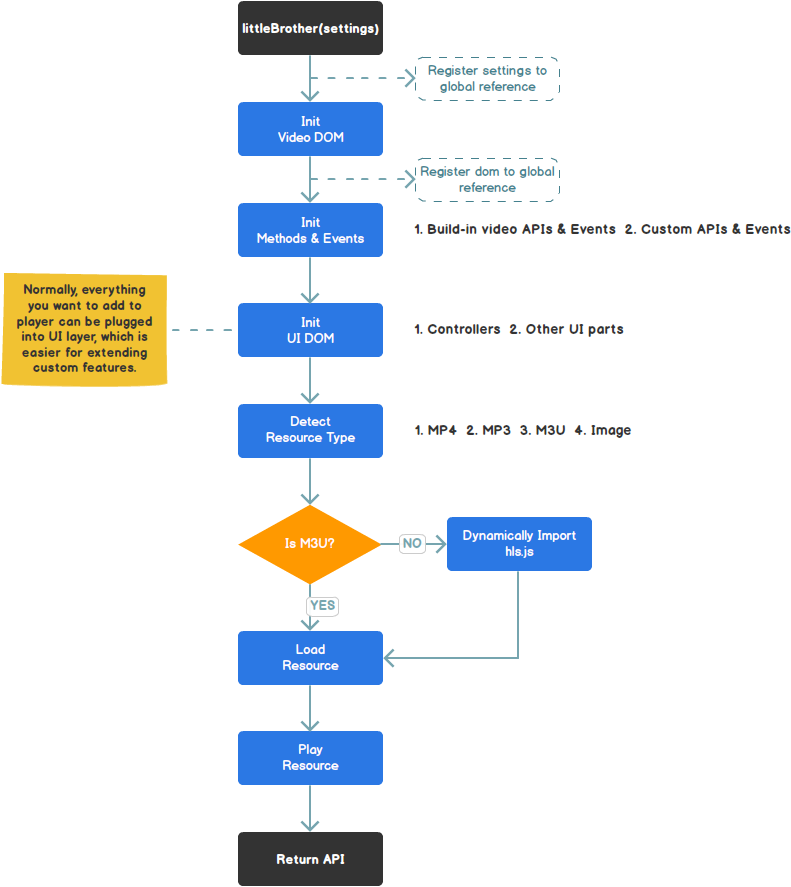 littleBrother(settings)
Register settings to
global reference
Init
Video DOM
Register dom to global
reference
Init
Methods & Events
1. Build-in video APIs & Events 2. Custom APIs & Events
Normally, everything
you want to add to
player can be plugged
into UI layer, which is
easier for extending
custom features.
Init
UI DOM
1. Controllers 2. Other UI parts
Detect
Resource Type
1. MP4 2. MP3 3. M3U 4. Image
Is M3U?
NO
Dynamically Import
hls.js
YES
Load
Resource
Play
Resource
Return API